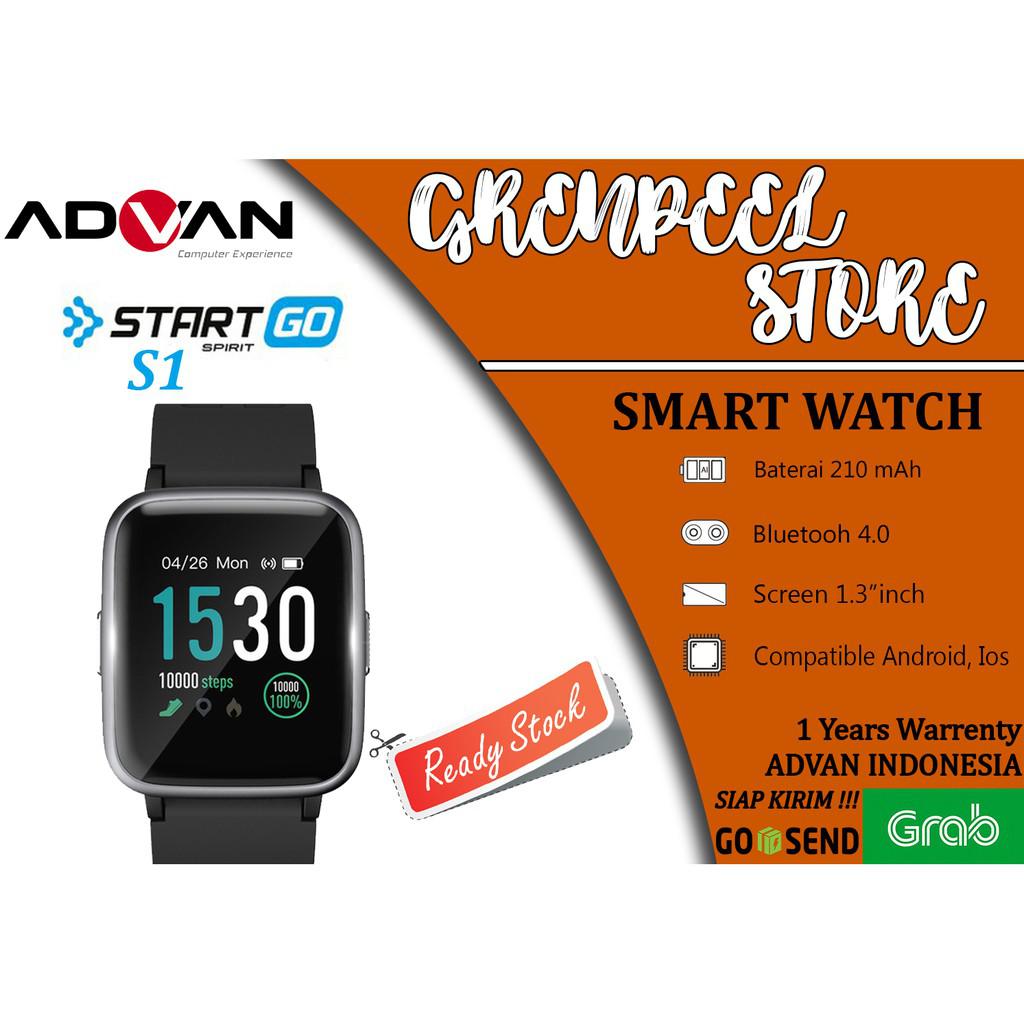 ADVAN
Computer Experience
START GO
SPIRIT
S1
04/26 Mon
1530
10000 steps
10000
100%
Ready Stock
GRENPEEL
STORE
SMART WATCH
AI
Baterai 210 mAh
Bluetooh 4.0
Screen 1.3”inch
Compatible Android, Ios
1 Years Warrenty
ADVAN INDONESIA
SIAP KIRIM !!!
GO SEND
Grab